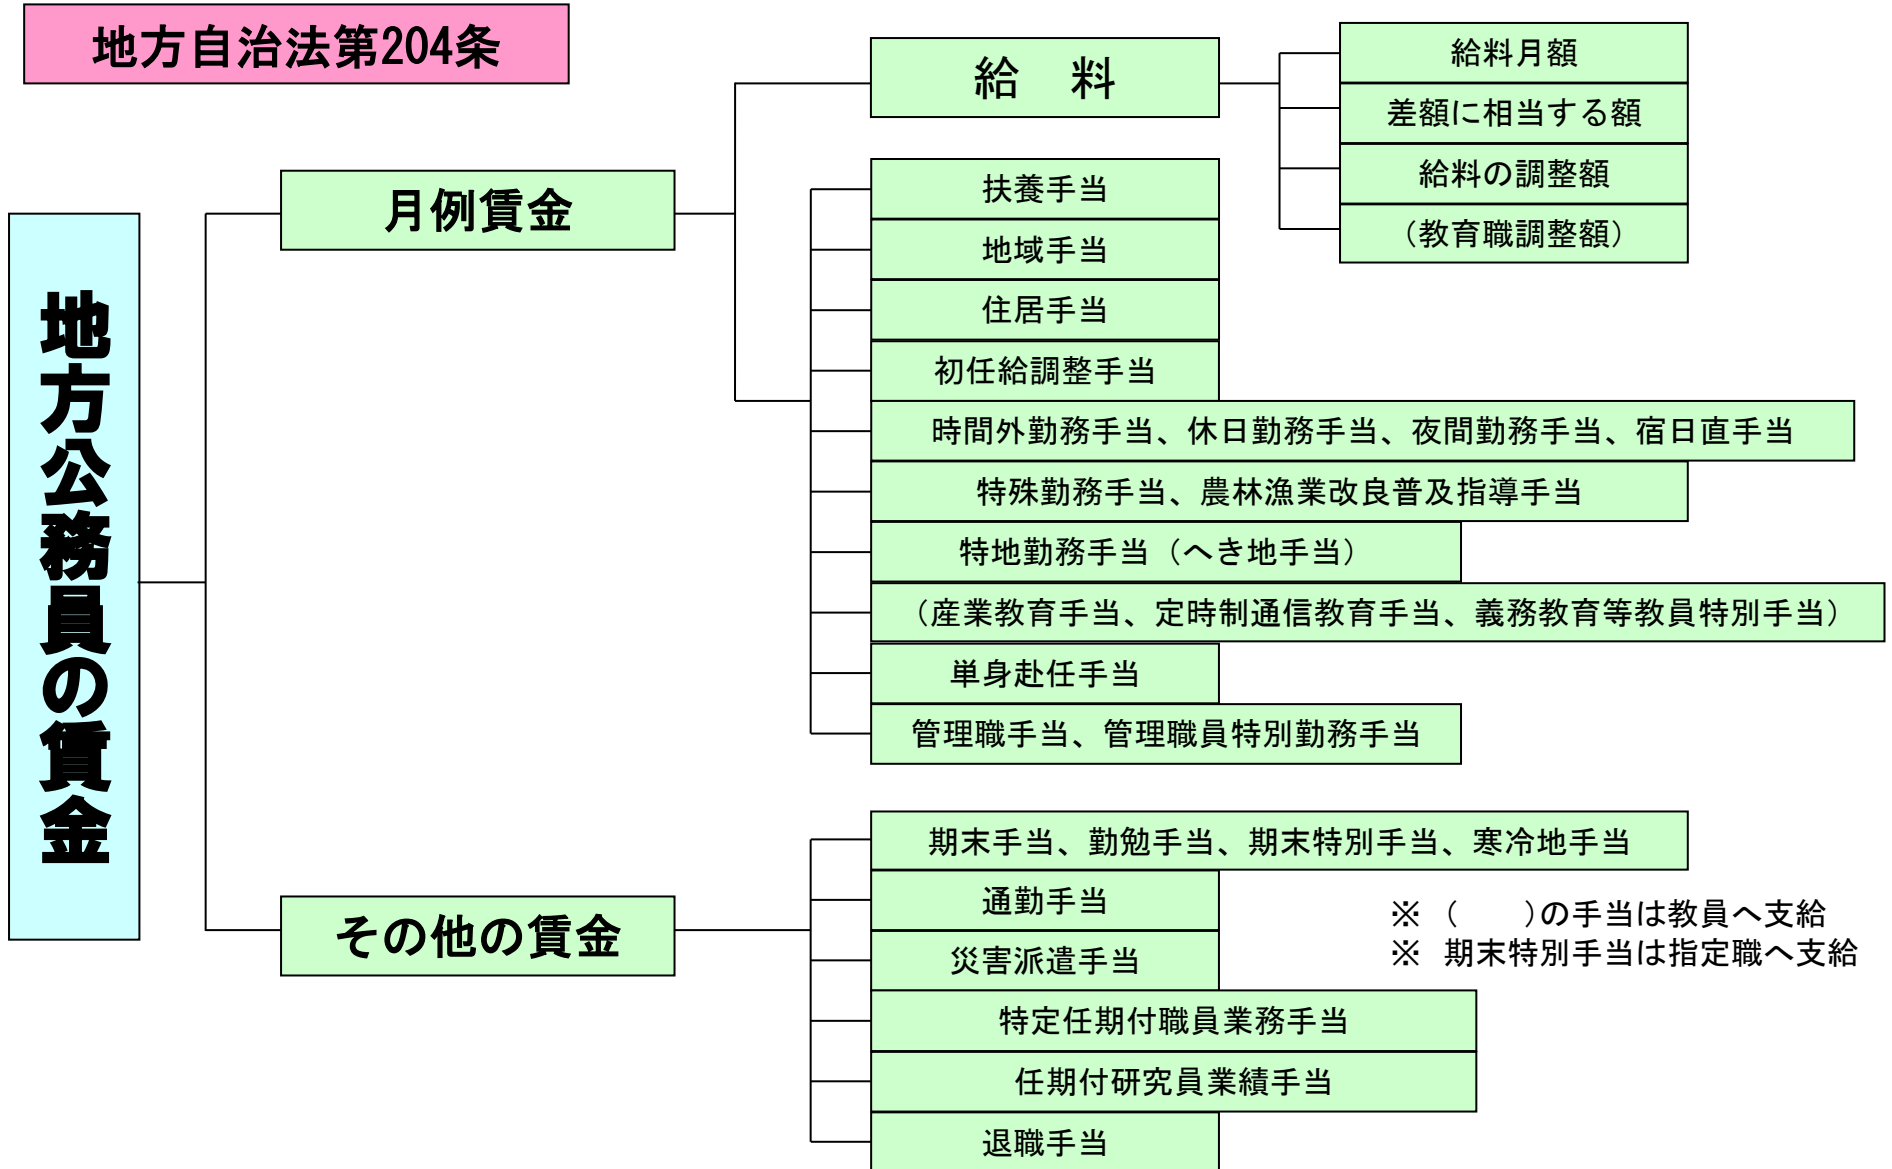 地方自治法第204条
地方公務員の賃金
月例賃金
給　料
給料月額
差額に相当する額
給料の調整額
（教育職調整額）
扶養手当
地域手当
住居手当
初任給調整手当
時間外勤務手当、休日勤務手当、夜間勤務手当、宿日直手当
特殊勤務手当、農林漁業改良普及指導手当
特地勤務手当（へき地手当）
（産業教育手当、定時制通信教育手当、義務教育等教員特別手当）
単身赴任手当
管理職手当、管理職員特別勤務手当
その他の賃金
期末手当、勤勉手当、期末特別手当、寒冷地手当
通勤手当
災害派遣手当
特定任期付職員業務手当
任期付研究員業績手当
退職手当
※ （　　）の手当は教員へ支給
※ 期末特別手当は指定職へ支給